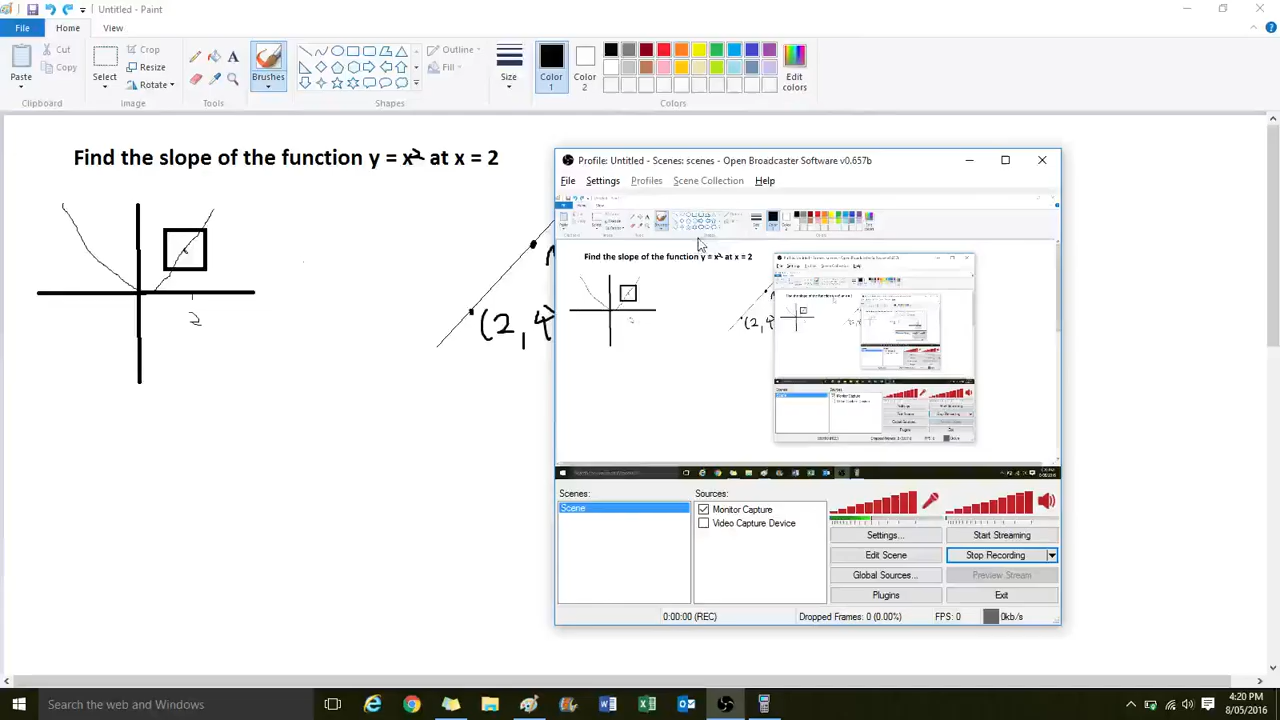 Untitled - Paint
File Home View
Paste Cut Copy Select Crop Resize Rotate Brushes Outline Fill Size Color 1 Color 2 Edit colors
Clipboard Image Tools Shapes Colors
Find the slope of the function y = x2 at x = 2
2
(2, 4
Profile: Untitled - Scenes: scenes - Open Broadcaster Software v0.657b
File Settings Profiles Scene Collection Help
Find the slope of the function y = x2 at x = 2
(2, 4
Scenes: Sources:
Scene
Monitor Capture
Video Capture Device
Settings... Start Streaming
Edit Scene Stop Recording
Global Sources... Preview Stream
Plugins Exit
0:00:00 (REC) Dropped Frames: 0 (0.00%) FPS: 0 0kb/s
Search the web and Windows
4:20 PM
8/05/2016